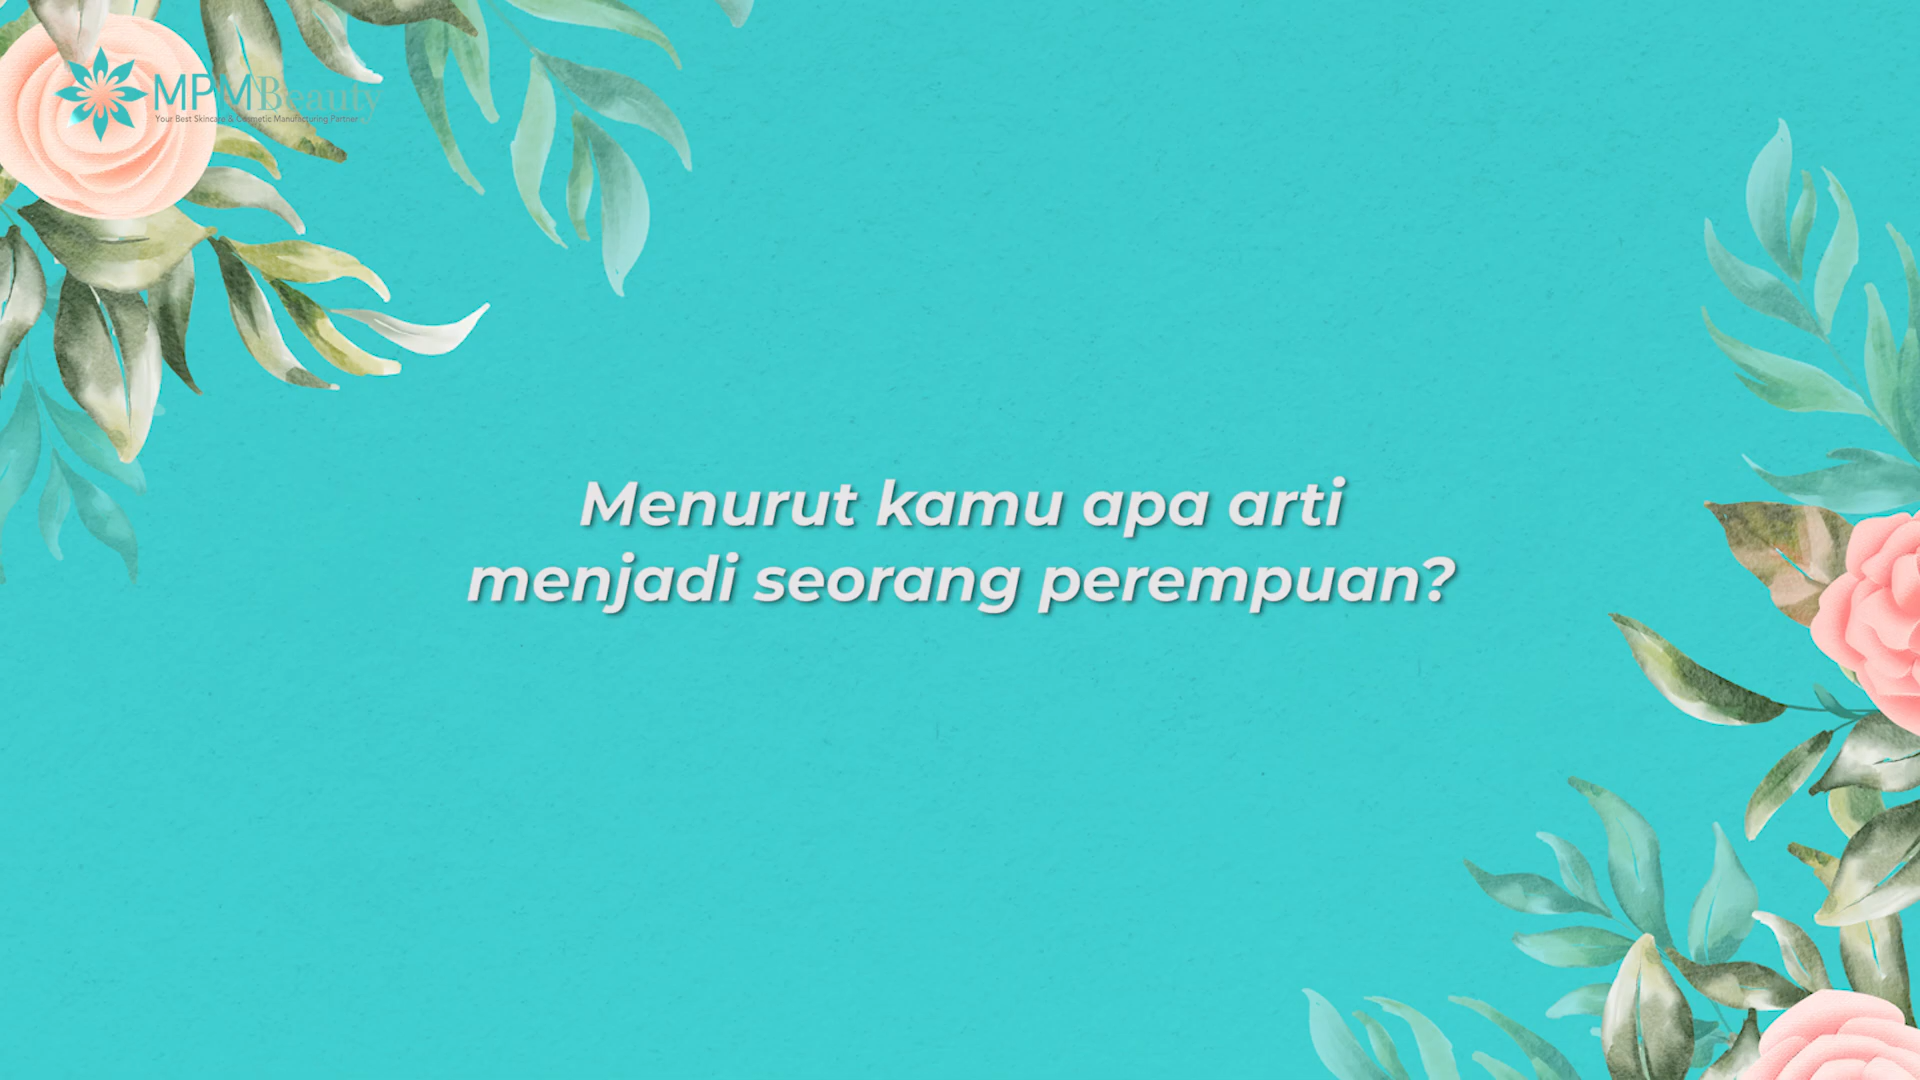 MPMBeauty
Your Best Skincare & Cosmetic Manufacturing Partner
Menurut kamu apa arti
menjadi seorang perempuan?